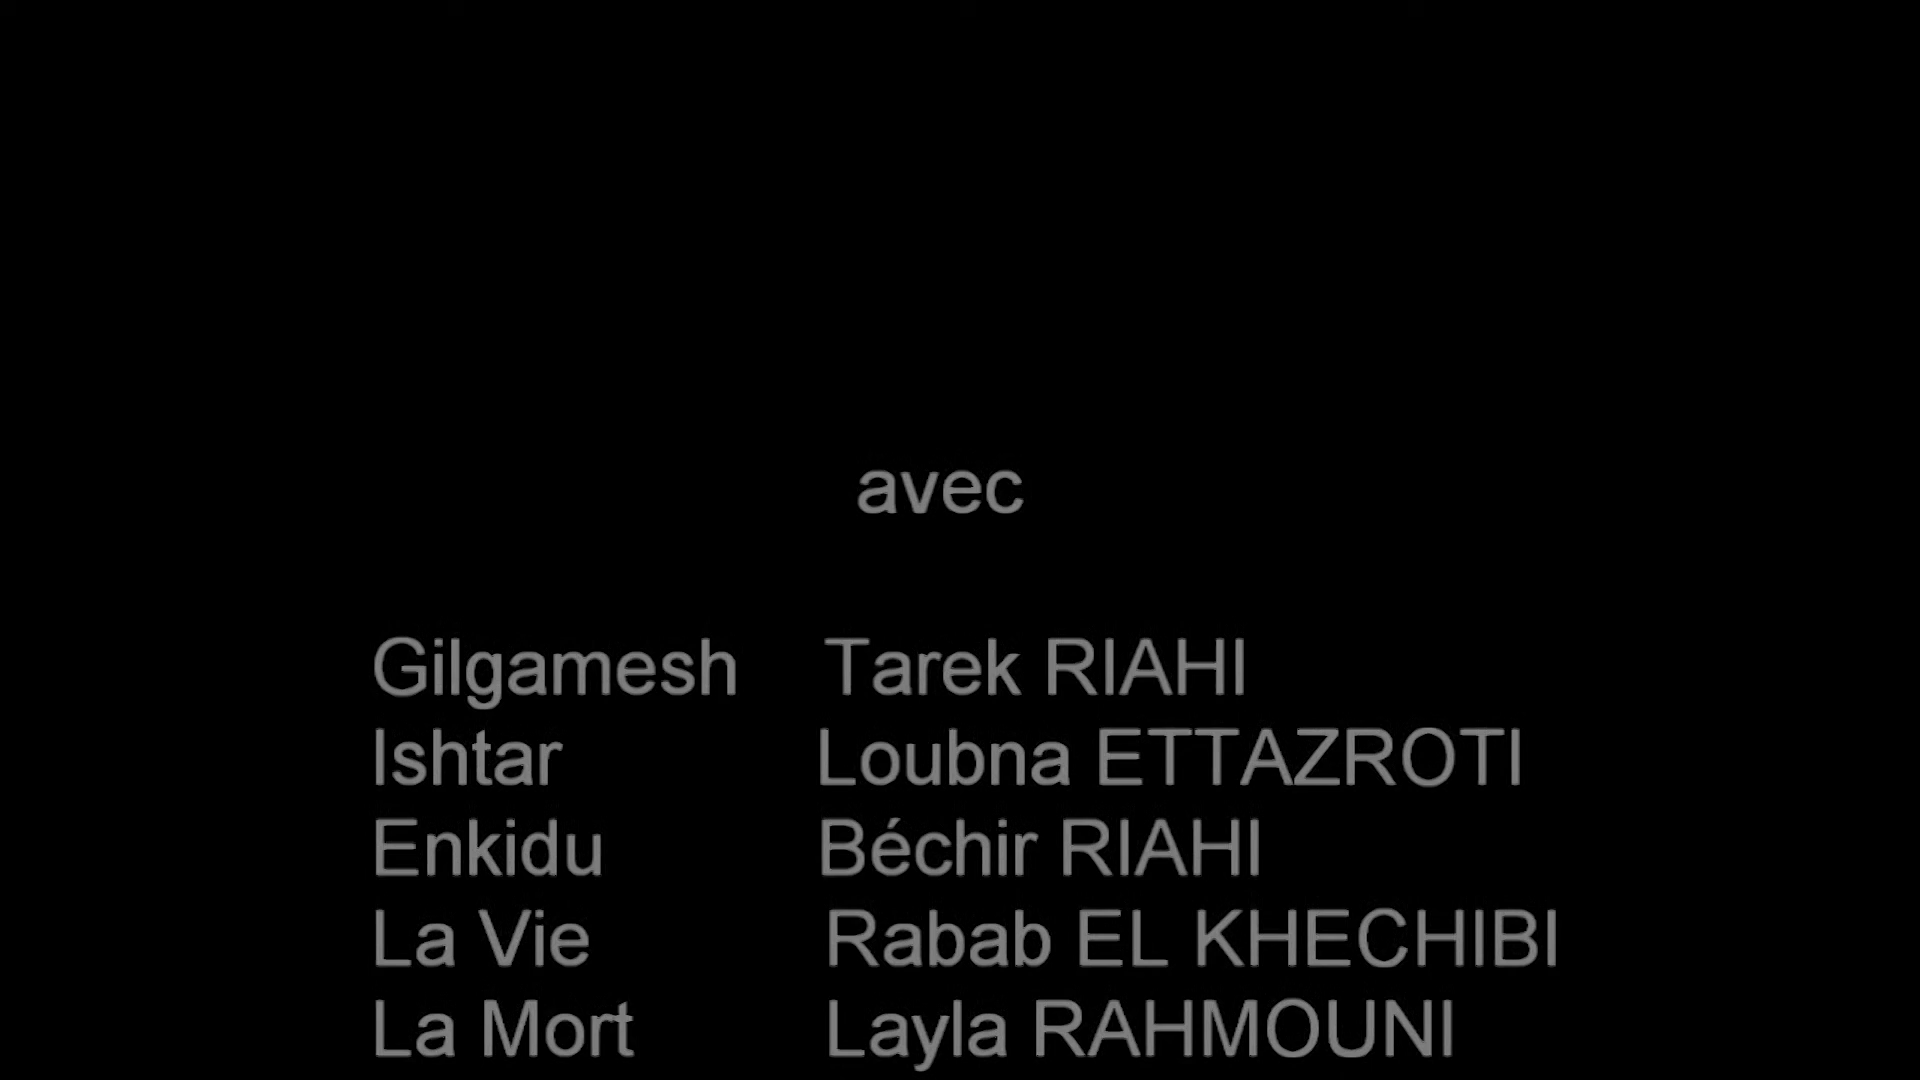 avec
Gilgamesh Tarek RIAHI
Ishtar Loubna ETTAZROTI
Enkidu Béchir RIAHI
La Vie Rabab EL KHECHIBI
La Mort Layla RAHMOUNI